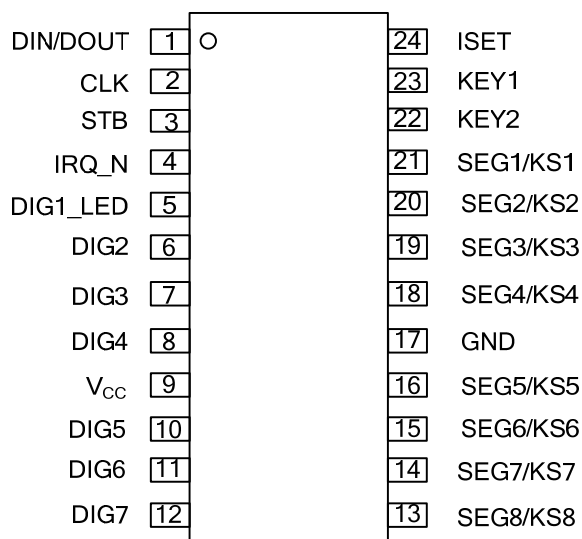 DIN/DOUT 1 24 ISET
CLK 2 23 KEY1
STB 3 22 KEY2
IRQ_N 4 21 SEG1/KS1
DIG1_LED 5 20 SEG2/KS2
DIG2 6 19 SEG3/KS3
DIG3 7 18 SEG4/KS4
DIG4 8 17 GND
VCC 9 16 SEG5/KS5
DIG5 10 15 SEG6/KS6
DIG6 11 14 SEG7/KS7
DIG7 12 13 SEG8/KS8